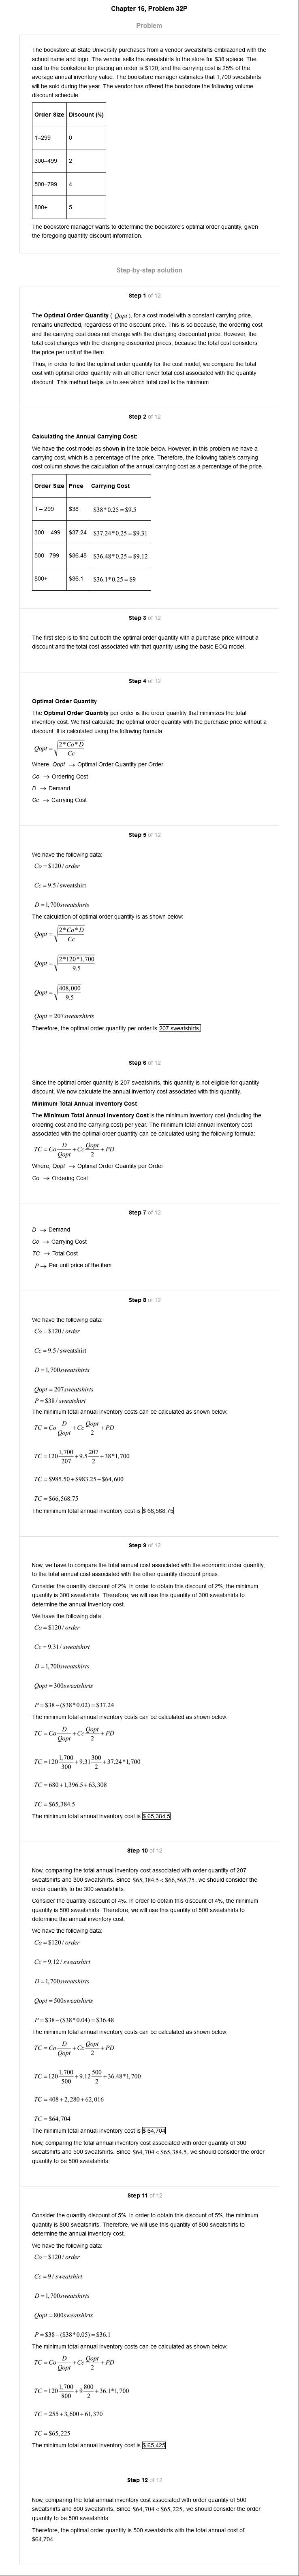 Chapter 16, Problem 32P
Problem
The bookstore at State University purchases from a vendor sweatshirts emblazoned with the
school name and logo. The vendor sells the sweatshirts to the store for $38 apiece. The
cost to the bookstore for placing an order is $120, and the carrying cost is 25% of the
average annual inventory value. The bookstore manager estimates that 1,700 sweatshirts
will be sold during the year. The vendor has offered the bookstore the following volume
discount schedule:
Order Size Discount (%)
1–299 0
300–499 2
500–799 4
800+ 5
The bookstore manager wants to determine the bookstore's optimal order quantity, given
the foregoing quantity discount information.
Step-by-step solution
Step 1 of 12
The Optimal Order Quantity ( Qopt ), for a cost model with a constant carrying price,
remains unaffected, regardless of the discount price. This is so because, the ordering cost
and the carrying cost does not change with the changing discounted price. However, the
total cost changes with the changing discounted prices, because the total cost considers
the price per unit of the item.
Thus, in order to find the optimal quantity for the cost model, we compare the total
cost with optimal order quantity with all other lower total cost associated with the quantity
discount. This method helps us to see which total cost is the minimum.
Step 2 of 12
Calculating the Annual Carrying Cost:
We have the cost model as shown in the table below. However, in this problem we have a
carrying cost, which is a percentage of the price. Therefore, the following table's carrying
cost column shows the calculation of the annual carrying cost as a percentage of the price.
Order Size Price Carrying Cost
1 – 299 $38 $38*0.25 = $9.5
300 – 499 $37.24 $37.24*0.25 = $9.31
500 - 799 $36.48 $36.48*0.25 = $9.12
800+ $36.1 $36.1*0.25 = $9
Step 3 of 12
The first step is to find out both the optimal order quantity with a purchase price without a
discount and the total cost associated with that quantity using the basic EOQ model.
Step 4 of 12
Optimal Order Quantity
The Optimal Order Quantity per order is the order quantity that minimizes the total
inventory cost. We first calculate the optimal order quantity with the purchase price without a
discount. It is calculated using the following formula:
Qopt = √(2*Co*D / Cc)
Where, Qopt → Optimal Order Quantity per Order
Co → Ordering Cost
D → Demand
Cc → Carrying Cost
Step 5 of 12
We have the following data:
Co = $120 / order
Cc = 9.5 / sweatshirt
D = 1,700sweatshirts
The calculation of optimal order quantity is as shown below:
Qopt = √(2*Co*D / Cc)
Qopt = √(2*120*1,700 / 9.5)
Qopt = √(408,000 / 9.5)
Qopt = 207swearshirts
Therefore, the optimal order quantity per order is 207 sweatshirts.
Step 6 of 12
Since the optimal order quantity is 207 sweatshirts, this quantity is not eligible for quantity
discount. We now calculate the annual inventory cost associated with this quantity.
Minimum Total Annual Inventory Cost
The Minimum Total Annual Inventory Cost is the minimum inventory cost (including the
ordering cost and the carrying cost) per year. The minimum total annual inventory cost
associated with the optimal order quantity can be calculated using the following formula:
TC = Co D/Qopt + Cc Qopt/2 + PD
Where, Qopt → Optimal Order Quantity per Order
Co → Ordering Cost
Step 7 of 12
D → Demand
Cc → Carrying Cost
TC → Total Cost
P → Per unit price of the item
Step 8 of 12
We have the following data:
Co = $120 / order
Cc = 9.5 / sweatshirt
D = 1,700sweatshirts
Qopt = 207sweatshirts
P = $38 / sweatshirt
The minimum total annual inventory costs can be calculated as shown below:
TC = Co D/Qopt + Cc Qopt/2 + PD
TC = 120 1,700/207 + 9.5 207/2 + 38*1,700
TC = $985.50 + $983.25 + $64,600
TC = $66,568.75
The minimum total annual inventory cost is $ 66,568.75
Step 9 of 12
Now, we have to compare the total annual cost associated with the economic order quantity,
to the total annual cost associated with the other quantity discount prices.
Consider the quantity discount of 2%. In order to obtain this discount of 2%, the minimum
quantity is 300 sweatshirts. Therefore, we will use this quantity of 300 sweatshirts to
determine the annual inventory cost.
We have the following data:
Co = $120 / order
Cc = 9.31 / sweatshirt
D = 1,700sweatshirts
Qopt = 300sweatshirts
P = $38 – ($38*0.02) = $37.24
The minimum total annual inventory costs can be calculated as shown below:
TC = Co D/Qopt + Cc Qopt/2 + PD
TC = 120 1,700/300 + 9.31 300/2 + 37.24*1,700
TC = 680 + 1,396.5 + 63,308
TC = $65,384.5
The minimum total annual inventory cost is $ 65,384.5
Step 10 of 12
Now, comparing the total annual inventory cost associated with order quantity of 207
sweatshirts and 300 sweatshirts. Since $65,384.5 < $66,568.75, we should consider the
order quantity to be 300 sweatshirts.
Consider the quantity discount of 4%. In order to obtain this discount of 4%, the minimum
quantity is 500 sweatshirts. Therefore, we will use this quantity of 500 sweatshirts to
determine the annual inventory cost.
We have the following data:
Co = $120 / order
Cc = 9.12 / sweatshirt
D = 1,700sweatshirts
Qopt = 500sweatshirts
P = $38 – ($38*0.04) = $36.48
The minimum total annual inventory costs can be calculated as shown below:
TC = Co D/Qopt + Cc Qopt/2 + PD
TC = 120 1,700/500 + 9.12 500/2 + 36.48*1,700
TC = 408 + 2,280 + 62,016
TC = $64,704
The minimum total annual inventory cost is $ 64,704
Now, comparing the total annual inventory cost associated with order quantity of 300
sweatshirts and 500 sweatshirts. Since $64,704 < $65,384.5, we should consider the order
quantity to be 500 sweatshirts.
Step 11 of 12
Consider the quantity discount of 5%. In order to obtain this discount of 5%, the minimum
quantity is 800 sweatshirts. Therefore, we will use this quantity of 800 sweatshirts to
determine the annual inventory cost.
We have the following data:
Co = $120 / order
Cc = 9 / sweatshirt
D = 1,700sweatshirts
Qopt = 800sweatshirts
P = $38 – ($38*0.05) = $36.1
The minimum total annual inventory costs can be calculated as shown below:
TC = Co D/Qopt + Cc Qopt/2 + PD
TC = 120 1,700/800 + 9 800/2 + 36.1*1,700
TC = 255 + 3,600 + 61,370
TC = $65,225
The minimum total annual inventory cost is $ 65,425
Step 12 of 12
Now, comparing the total annual inventory cost associated with order quantity of 500
sweatshirts and 800 sweatshirts. Since $64,704 < $65,225, we should consider the order
quantity to be 500 sweatshirts.
Therefore, the optimal order quantity is 500 sweatshirts with the total annual cost of
$64,704.